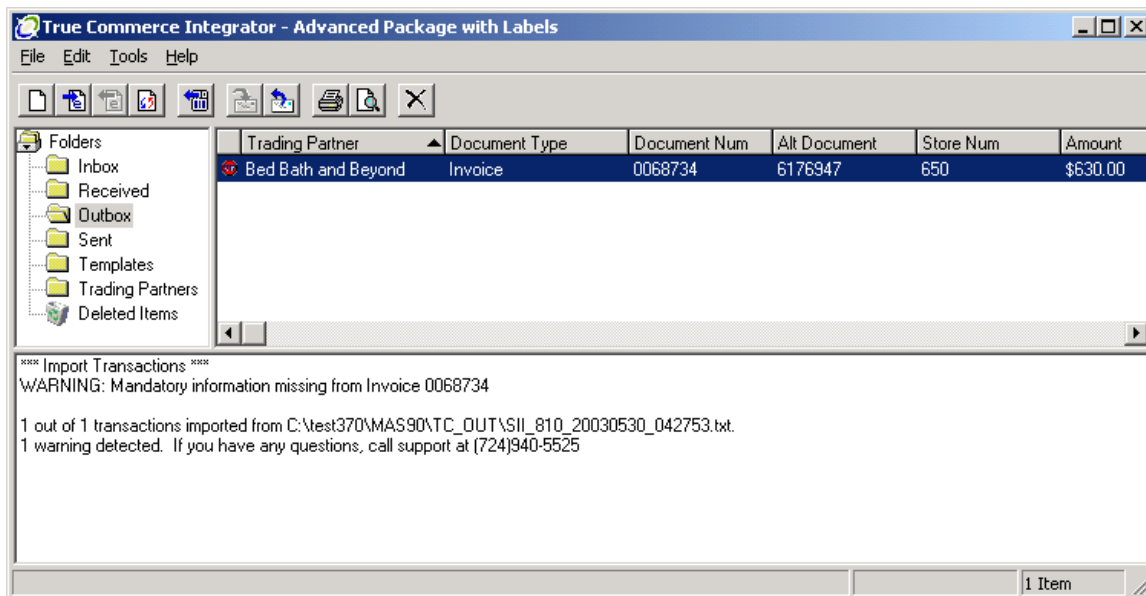 True Commerce Integrator - Advanced Package with Labels
File Edit Tools Help
Folders
Inbox
Received
Outbox
Sent
Templates
Trading Partners
Deleted Items
Trading Partner Document Type Document Num Alt Document Store Num Amount
Bed Bath and Beyond Invoice 0068734 6176947 650 $630.00
*** Import Transactions ***
WARNING: Mandatory information missing from Invoice 0068734
1 out of 1 transactions imported from C:\test370\MAS90\TC_OUT\SII_810_20030530_042753.txt.
1 warning detected. If you have any questions, call support at (724)940-5525
1 Item